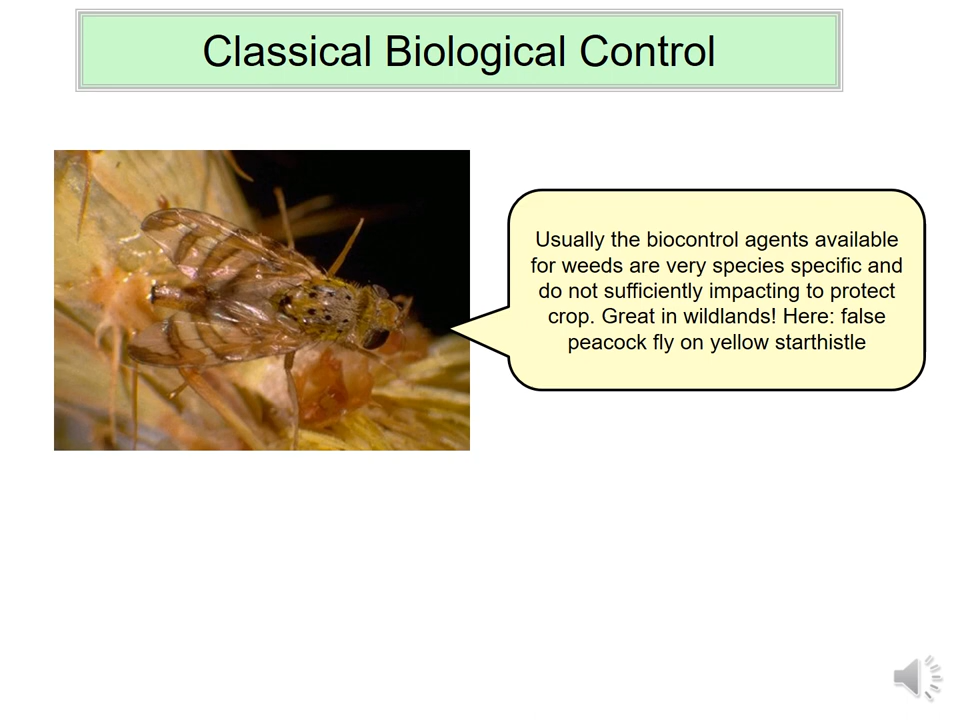 Classical Biological Control
Usually the biocontrol agents available
for weeds are very species specific and
do not sufficiently impacting to protect
crop. Great in wildlands! Here: false
peacock fly on yellow starthistle